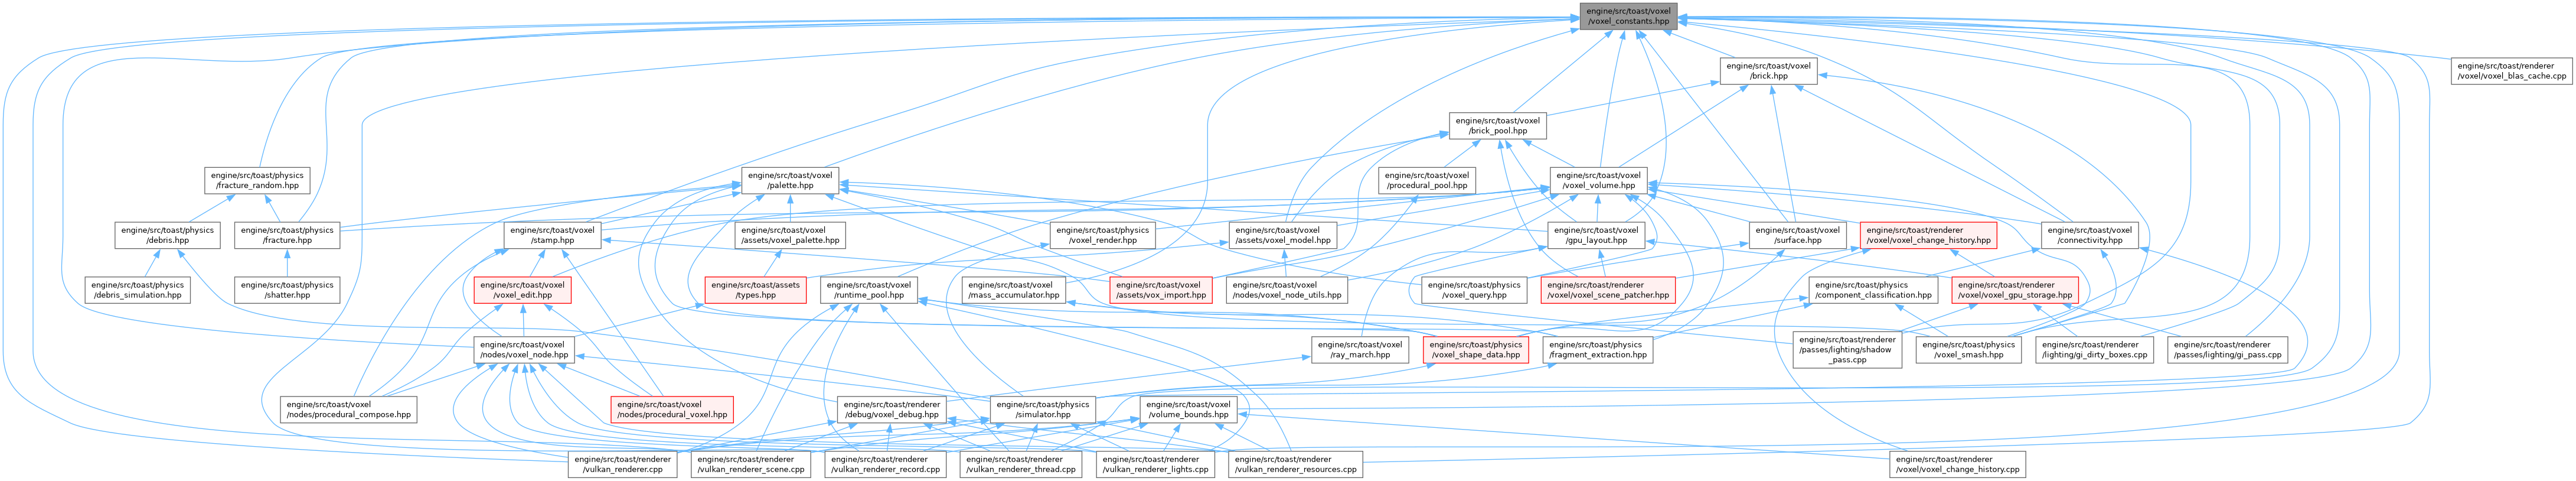 engine/src/toast/voxel
/voxel_constants.hpp
engine/src/toast/voxel
/brick.hpp
engine/src/toast/renderer
/voxel/voxel_blas_cache.cpp
engine/src/toast/voxel
/brick_pool.hpp
engine/src/toast/physics
/fracture_random.hpp
engine/src/toast/voxel
/palette.hpp
engine/src/toast/voxel
/procedural_pool.hpp
engine/src/toast/voxel
/voxel_volume.hpp
engine/src/toast/physics
/debris.hpp
engine/src/toast/physics
/fracture.hpp
engine/src/toast/voxel
/stamp.hpp
engine/src/toast/voxel
/assets/voxel_palette.hpp
engine/src/toast/physics
/voxel_render.hpp
engine/src/toast/voxel
/assets/voxel_model.hpp
engine/src/toast/voxel
/gpu_layout.hpp
engine/src/toast/voxel
/surface.hpp
engine/src/toast/renderer
/voxel/voxel_change_history.hpp
engine/src/toast/voxel
/connectivity.hpp
engine/src/toast/physics
/debris_simulation.hpp
engine/src/toast/physics
/shatter.hpp
engine/src/toast/voxel
/voxel_edit.hpp
engine/src/toast/assets
/types.hpp
engine/src/toast/voxel
/runtime_pool.hpp
engine/src/toast/voxel
/mass_accumulator.hpp
engine/src/toast/voxel
/assets/vox_import.hpp
engine/src/toast/voxel
/nodes/voxel_node_utils.hpp
engine/src/toast/physics
/voxel_query.hpp
engine/src/toast/renderer
/voxel/voxel_scene_patcher.hpp
engine/src/toast/physics
/component_classification.hpp
engine/src/toast/renderer
/voxel/voxel_gpu_storage.hpp
engine/src/toast/voxel
/nodes/voxel_node.hpp
engine/src/toast/voxel
/ray_march.hpp
engine/src/toast/physics
/voxel_shape_data.hpp
engine/src/toast/physics
/fragment_extraction.hpp
engine/src/toast/renderer
/passes/lighting/shadow
_pass.cpp
engine/src/toast/physics
/voxel_smash.hpp
engine/src/toast/renderer
/lighting/gi_dirty_boxes.cpp
engine/src/toast/renderer
/passes/lighting/gi_pass.cpp
engine/src/toast/voxel
/nodes/procedural_compose.hpp
engine/src/toast/voxel
/nodes/procedural_voxel.hpp
engine/src/toast/renderer
/debug/voxel_debug.hpp
engine/src/toast/physics
/simulator.hpp
engine/src/toast/voxel
/volume_bounds.hpp
engine/src/toast/renderer
/vulkan_renderer.cpp
engine/src/toast/renderer
/vulkan_renderer_scene.cpp
engine/src/toast/renderer
/vulkan_renderer_record.cpp
engine/src/toast/renderer
/vulkan_renderer_thread.cpp
engine/src/toast/renderer
/vulkan_renderer_lights.cpp
engine/src/toast/renderer
/vulkan_renderer_resources.cpp
engine/src/toast/renderer
/voxel/voxel_change_history.cpp